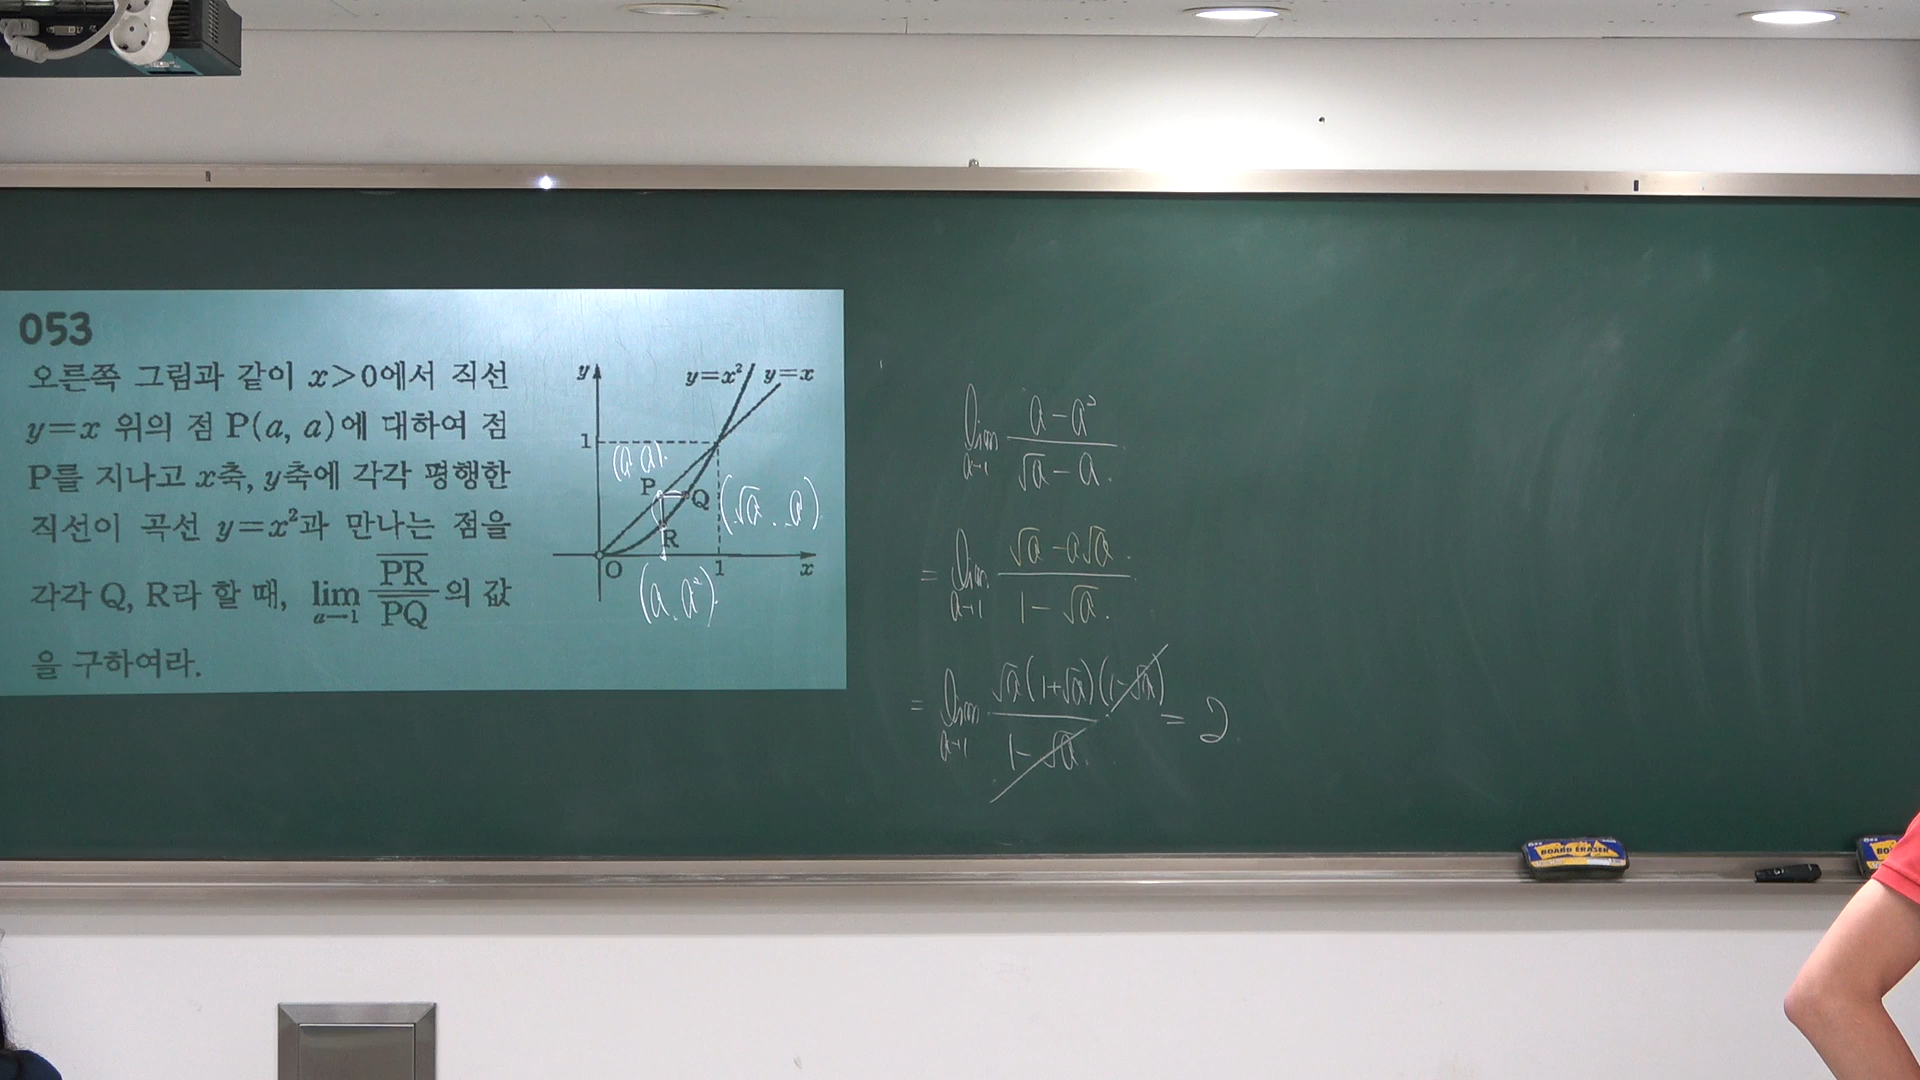 053
오른쪽 그림과 같이 x>0에서 직선
y=x 위의 점 P(a, a)에 대하여 점
P를 지나고 x축, y축에 각각 평행한
직선이 곡선 y=x²과 만나는 점을
각각 Q, R라 할 때, lim a→1 PR/PQ의 값
을 구하여라.
y
y=x² y=x
1
(a a)
P
Q
(√a, a)
R
O
1
x
(a, a²)
lim a→1 (a-a²)/(√a-a)
= lim a→1 (√a-a√a)/(1-√a)
= lim a→1 √a(1+√a)(1-√a)/(1-√a) = 2
BOARD ERASER
BO